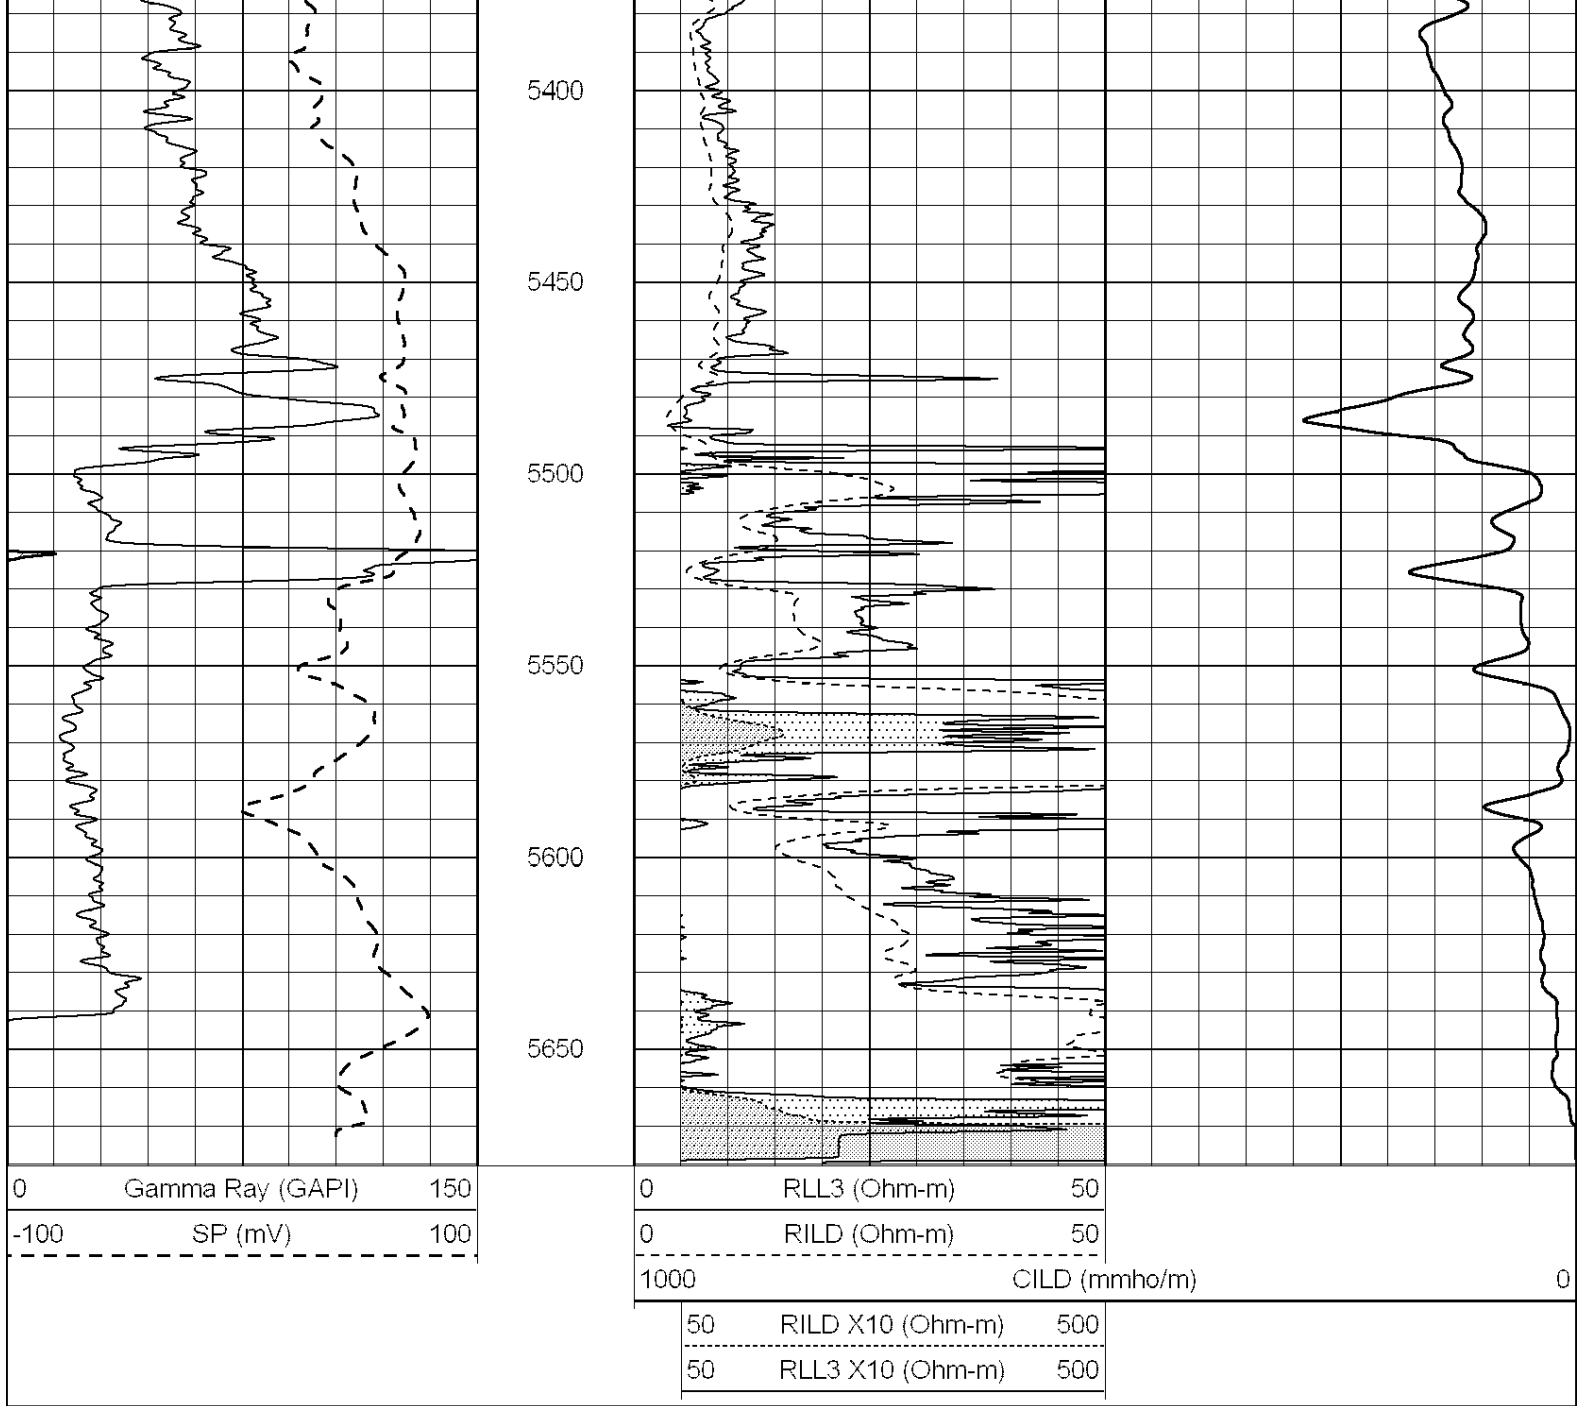 5400
5450
5500
5550
5600
5650
0 Gamma Ray (GAPI) 150
-100 SP (mV) 100
0 RLL3 (Ohm-m) 50
0 RILD (Ohm-m) 50
1000 CILD (mmho/m) 0
50 RILD X10 (Ohm-m) 500
50 RLL3 X10 (Ohm-m) 500